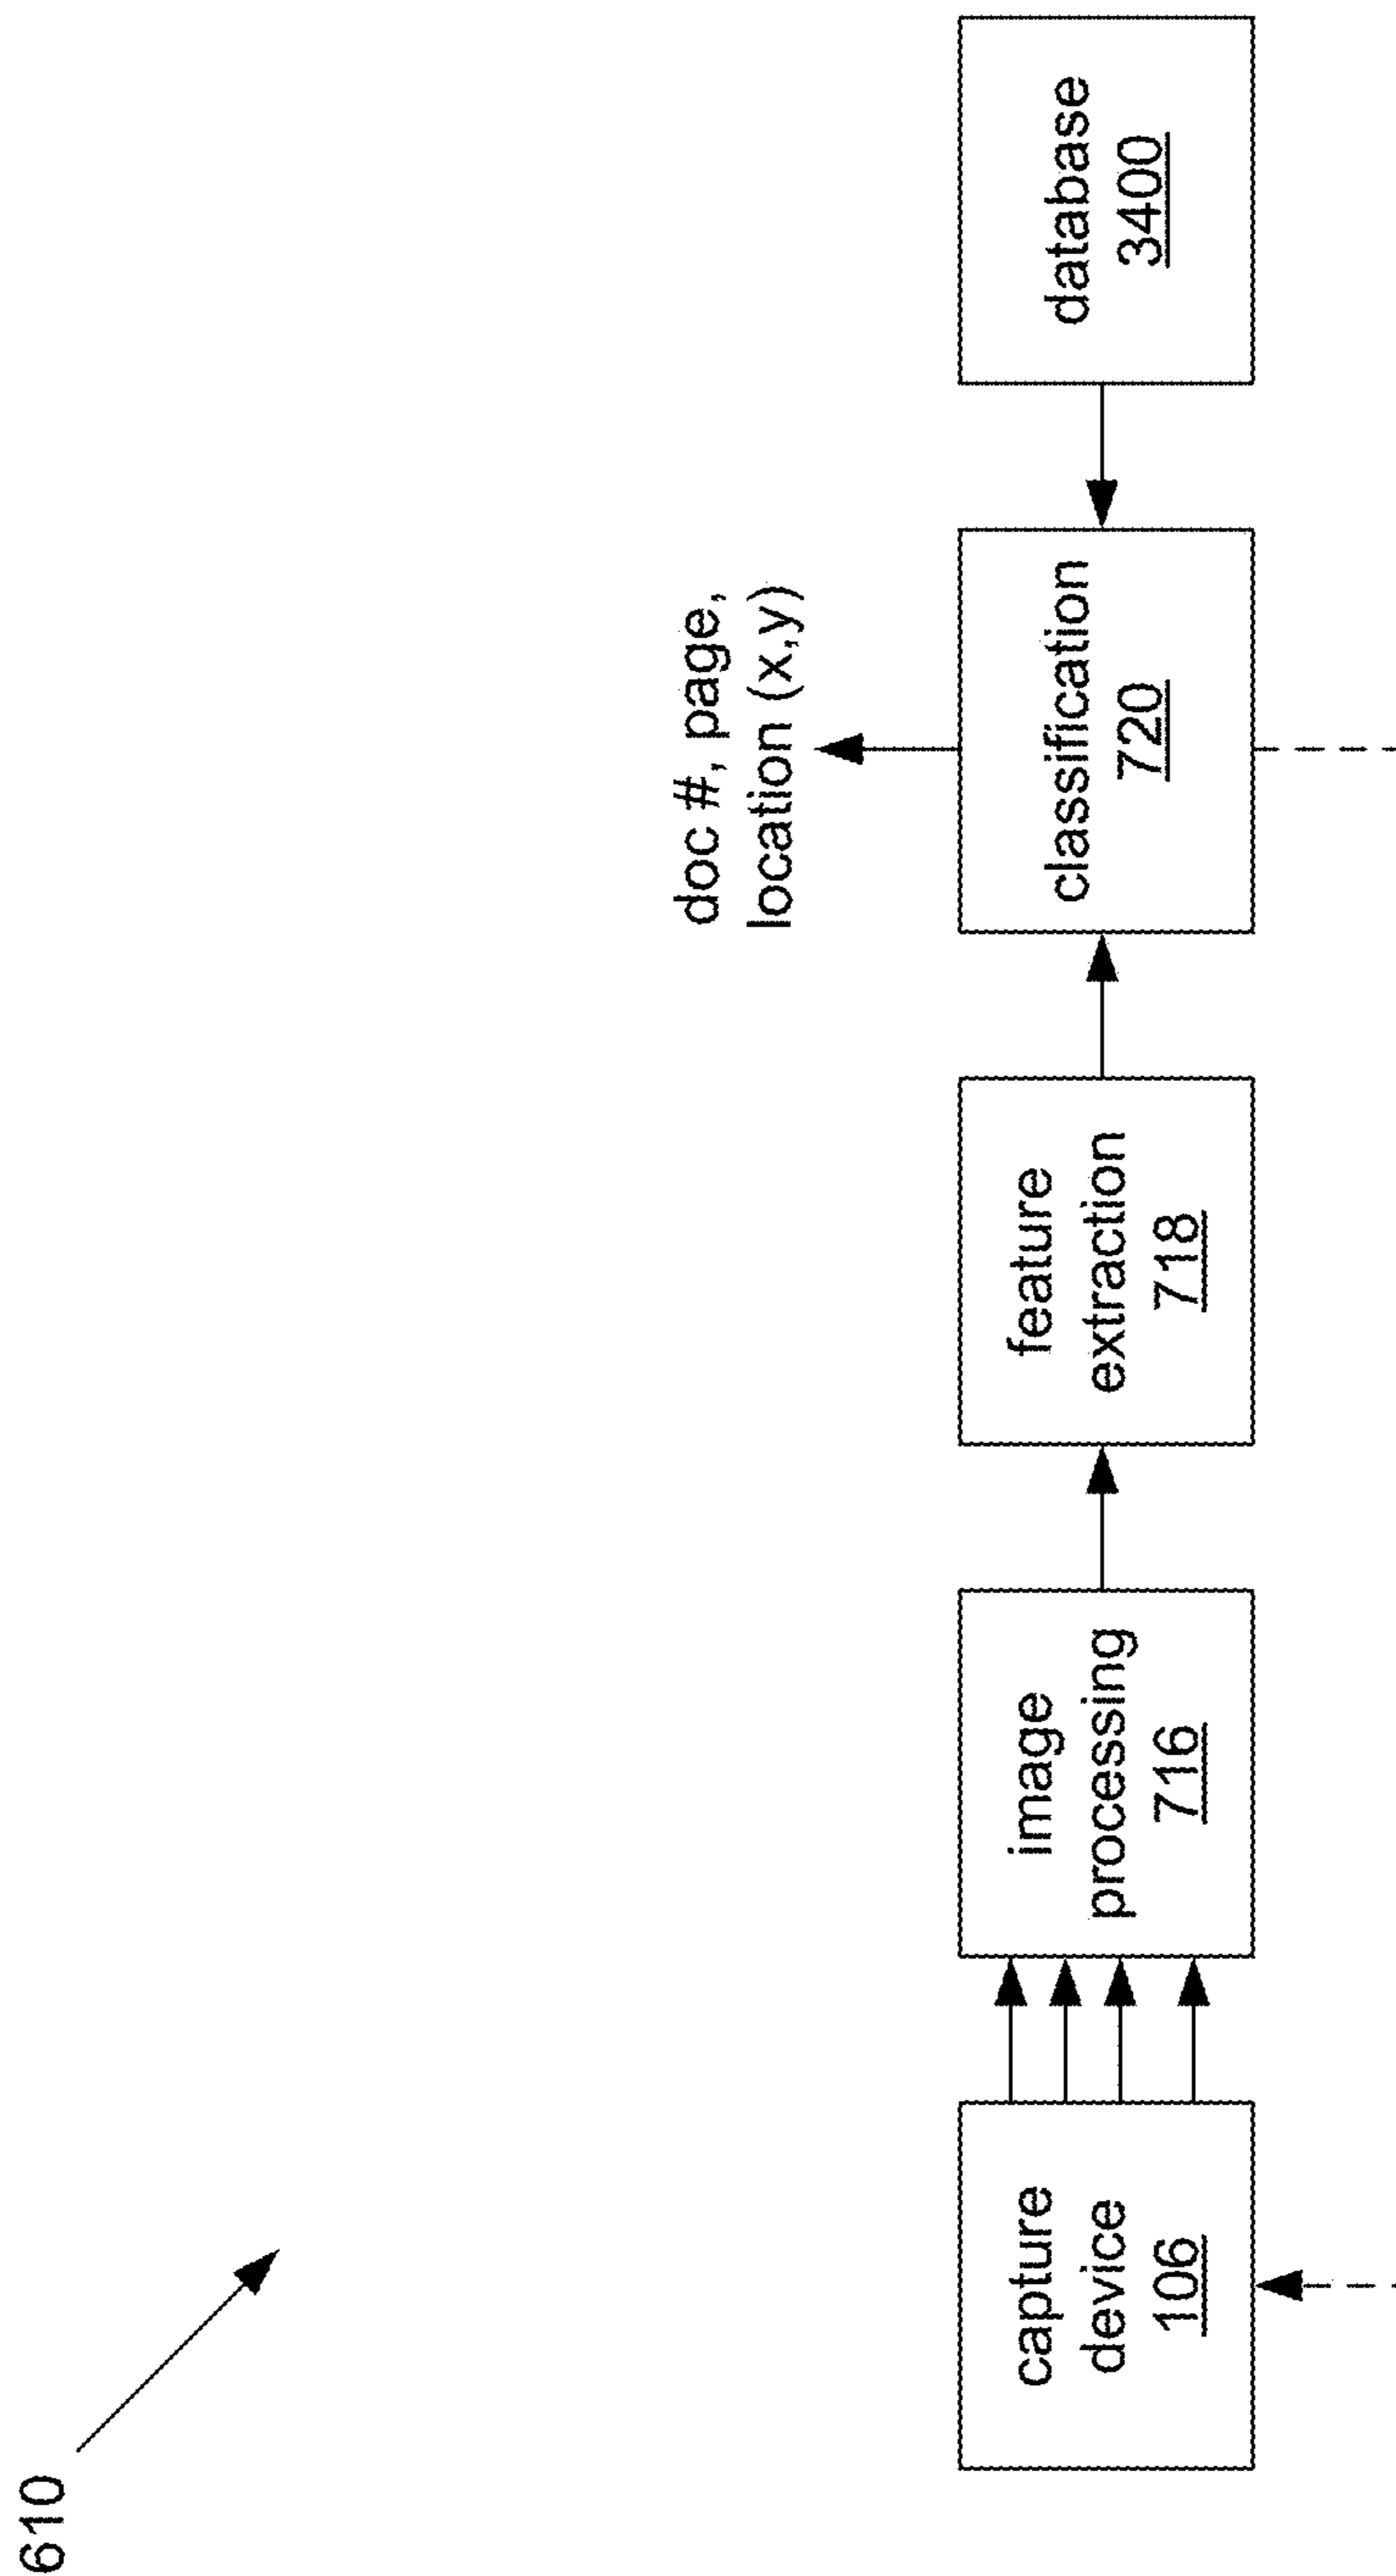 610
doc #, page,
location (x,y)
capture
device
106
image
processing
716
feature
extraction
718
classification
720
database
3400